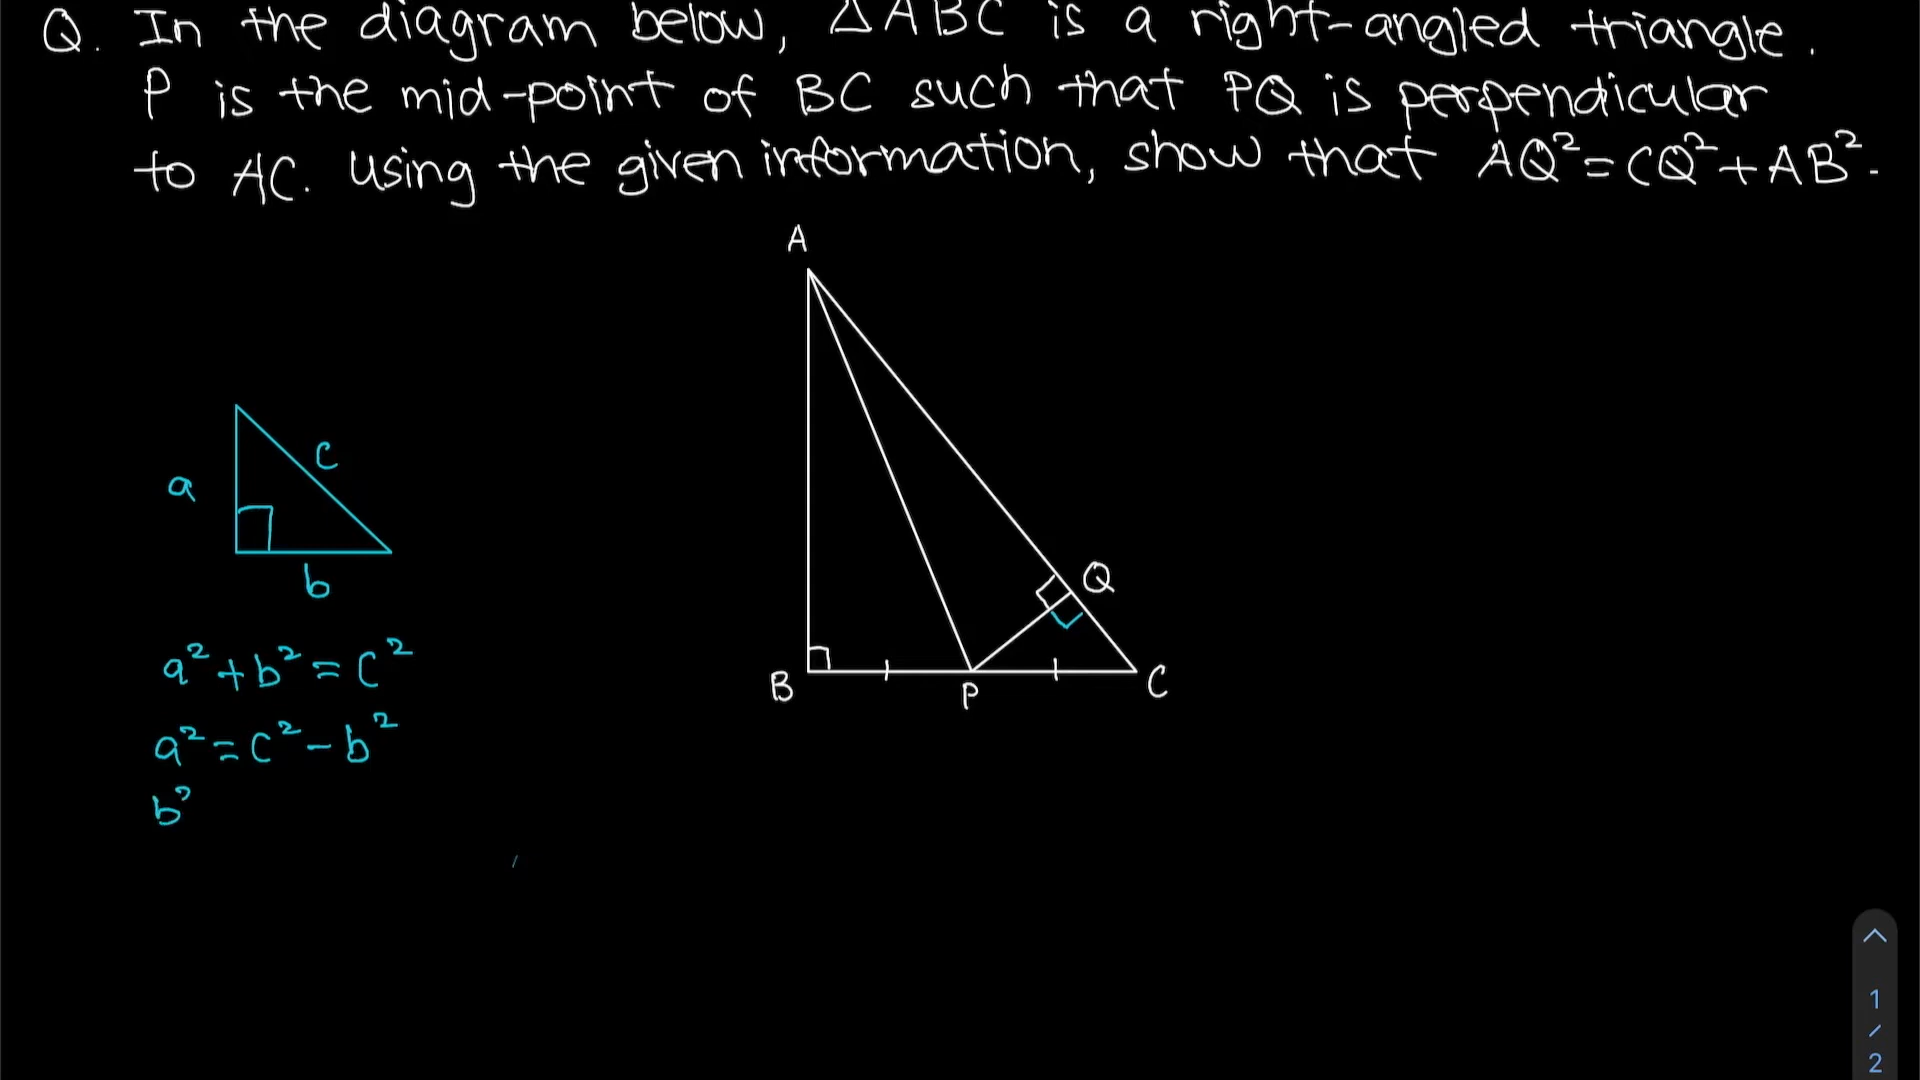 Q. In the diagram below, △ABC is a right-angled triangle.
P is the mid-point of BC such that PQ is perpendicular
to AC. Using the given information, show that AQ² = CQ² + AB².
A
c
a
Q
b
B
P
C
a² + b² = c²
a² = c² - b²
b²
1
/
2